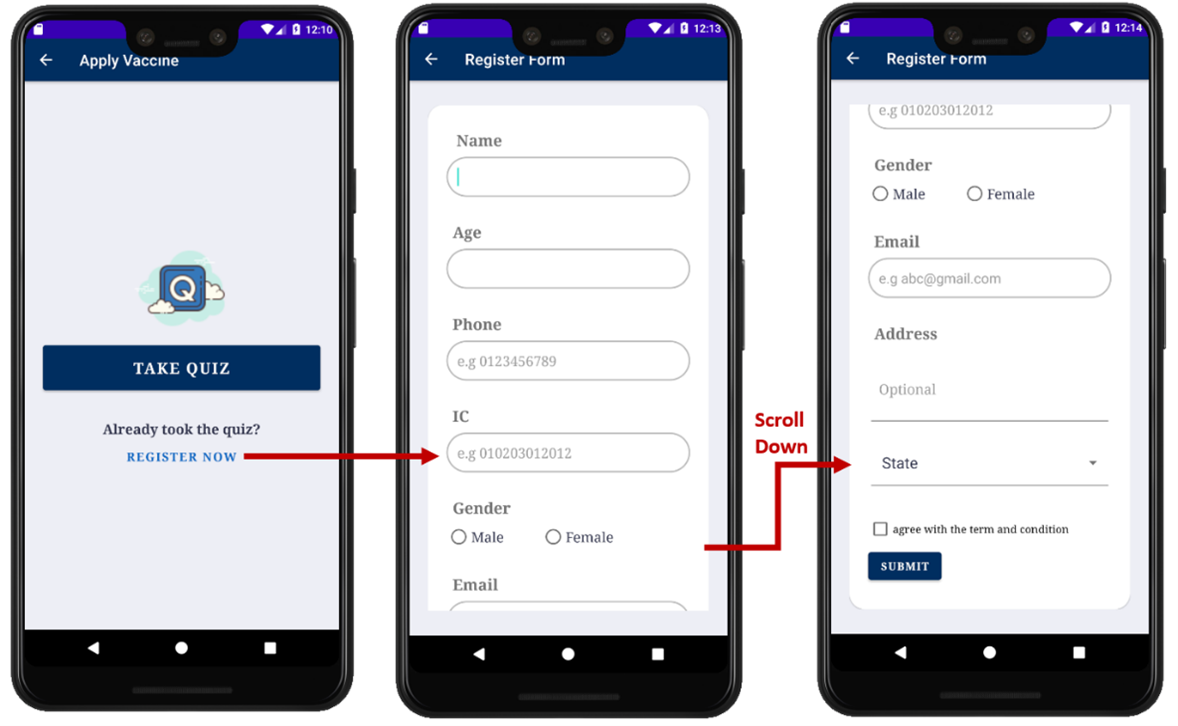 12:10
Apply Vaccine
Q
TAKE QUIZ
Already took the quiz?
REGISTER NOW
12:13
Register Form
Name
Age
Phone
e.g 0123456789
IC
e.g 010203012012
Gender
Male
Female
Email
Scroll
Down
12:14
Register Form
e.g 010203012012
Gender
Male
Female
Email
e.g abc@gmail.com
Address
Optional
State
agree with the term and condition
SUBMIT